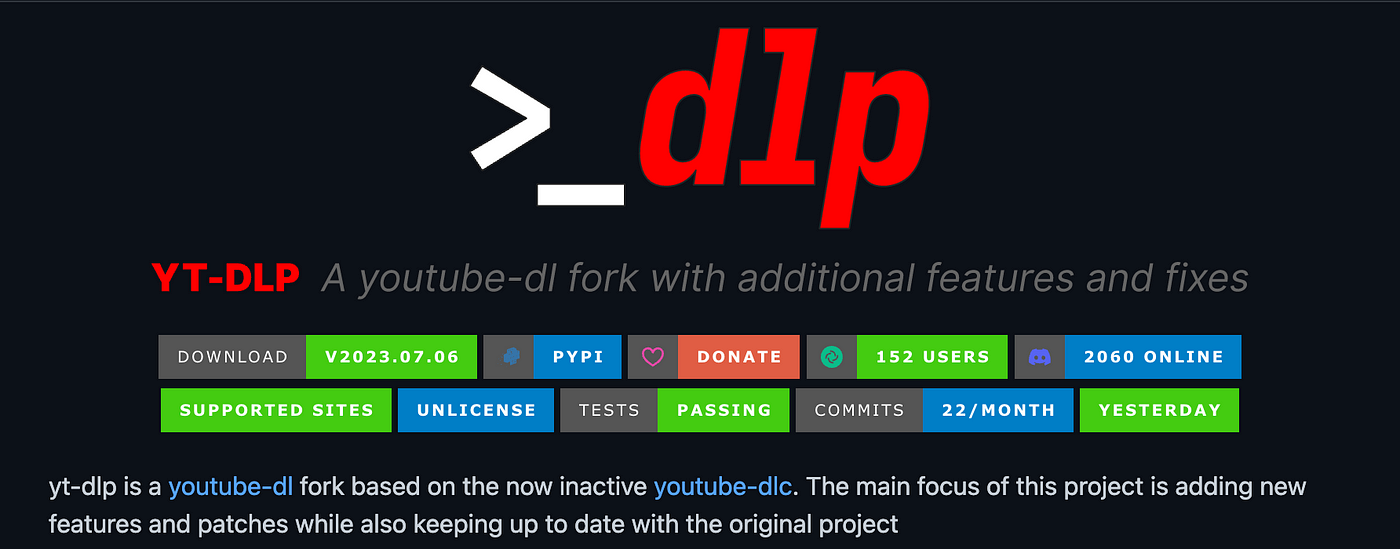 >_dlp
YT-DLP A youtube-dl fork with additional features and fixes
DOWNLOAD V2023.07.06 PYPI DONATE 152 USERS 2060 ONLINE
SUPPORTED SITES UNLICENSE TESTS PASSING COMMITS 22/MONTH YESTERDAY
yt-dlp is a youtube-dl fork based on the now inactive youtube-dlc. The main focus of this project is adding new
features and patches while also keeping up to date with the original project